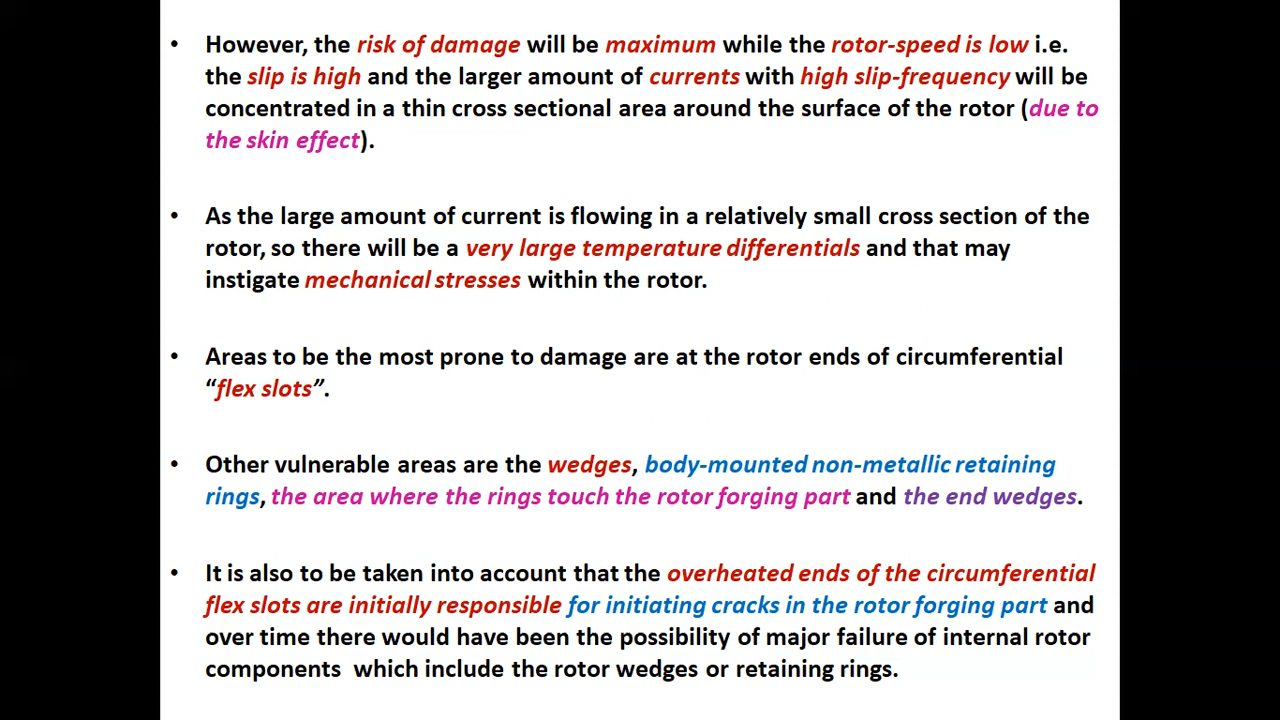 • However, the risk of damage will be maximum while the rotor-speed is low i.e.
the slip is high and the larger amount of currents with high slip-frequency will be
concentrated in a thin cross sectional area around the surface of the rotor (due to
the skin effect).
• As the large amount of current is flowing in a relatively small cross section of the
rotor, so there will be a very large temperature differentials and that may
instigate mechanical stresses within the rotor.
• Areas to be the most prone to damage are at the rotor ends of circumferential
“flex slots”.
• Other vulnerable areas are the wedges, body-mounted non-metallic retaining
rings, the area where the rings touch the rotor forging part and the end wedges.
• It is also to be taken into account that the overheated ends of the circumferential
flex slots are initially responsible for initiating cracks in the rotor forging part and
over time there would have been the possibility of major failure of internal rotor
components which include the rotor wedges or retaining rings.